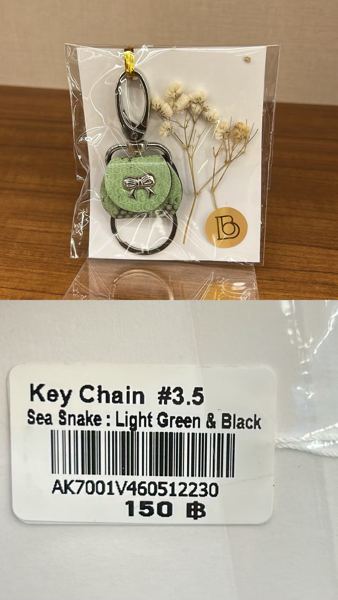 B
Key Chain #3.5
Sea Snake : Light Green & Black
AK7001V460512230
150 ฿